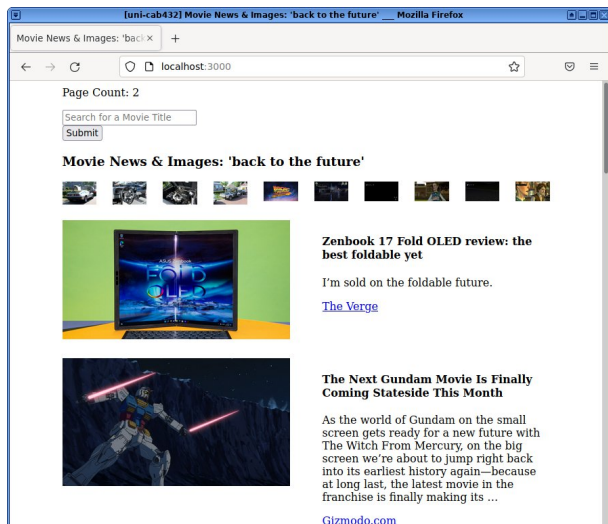 [uni-cab432] Movie News & Images: 'back to the future' __ Mozilla Firefox
Movie News & Images: 'back
localhost:3000
Page Count: 2
Search for a Movie Title
Submit
Movie News & Images: 'back to the future'
FOLD
OLED
Zenbook 17 Fold OLED review: the
best foldable yet
I'm sold on the foldable future.
The Verge
The Next Gundam Movie Is Finally
Coming Stateside This Month
As the world of Gundam on the small
screen gets ready for a new future with
The Witch From Mercury, on the big
screen we're about to jump right back
into its earliest history again—because
at long last, the latest movie in the
franchise is finally making its …
Gizmodo.com